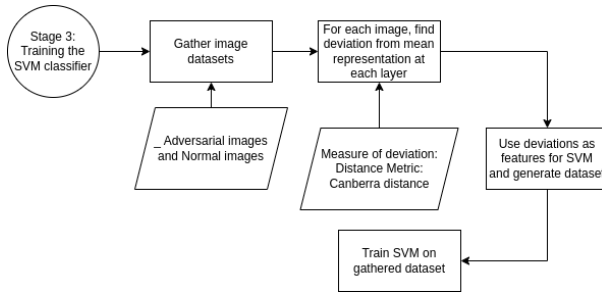 Stage 3:
Training the
SVM classifier
Gather image
datasets
For each image, find
deviation from mean
representation at
each layer
_ Adversarial images
and Normal images
Measure of deviation:
Distance Metric:
Canberra distance
Use deviations as
features for SVM
and generate dataset
Train SVM on
gathered dataset